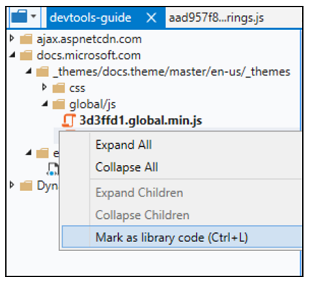 devtools-guide
aad957f8...rings.js
ajax.aspnetcdn.com
docs.microsoft.com
_themes/docs.theme/master/en-us/_themes
css
global/js
3d3ffd1.global.min.js
Expand All
Collapse All
Expand Children
Collapse Children
Mark as library code (Ctrl+L)
e
Dyn